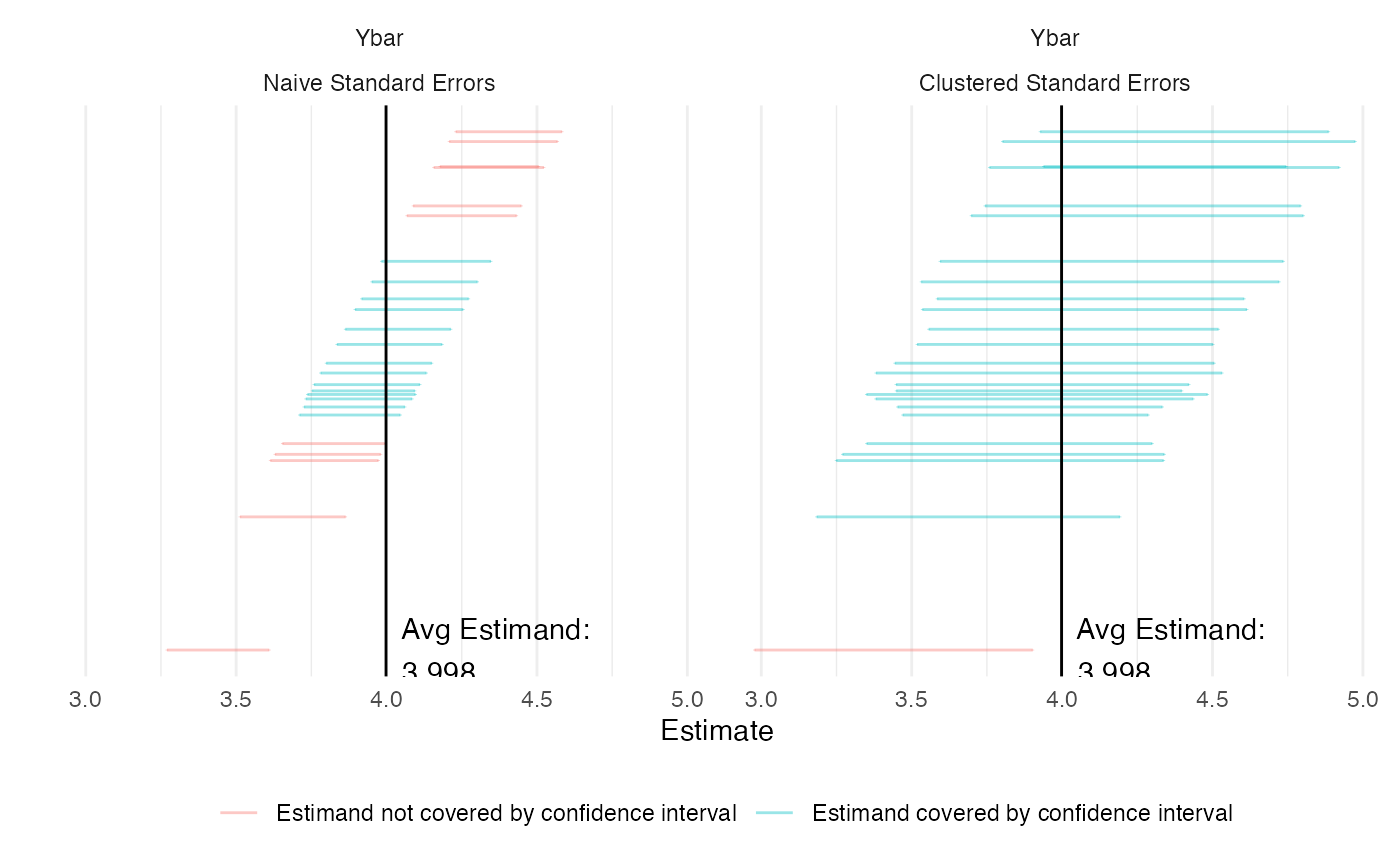 Ybar
Ybar
Naive Standard Errors
Clustered Standard Errors
Avg Estimand:
3.998
Avg Estimand:
3.998
3.0 3.5 4.0 4.5 5.0
3.0 3.5 4.0 4.5 5.0
Estimate
Estimand not covered by confidence interval
Estimand covered by confidence interval